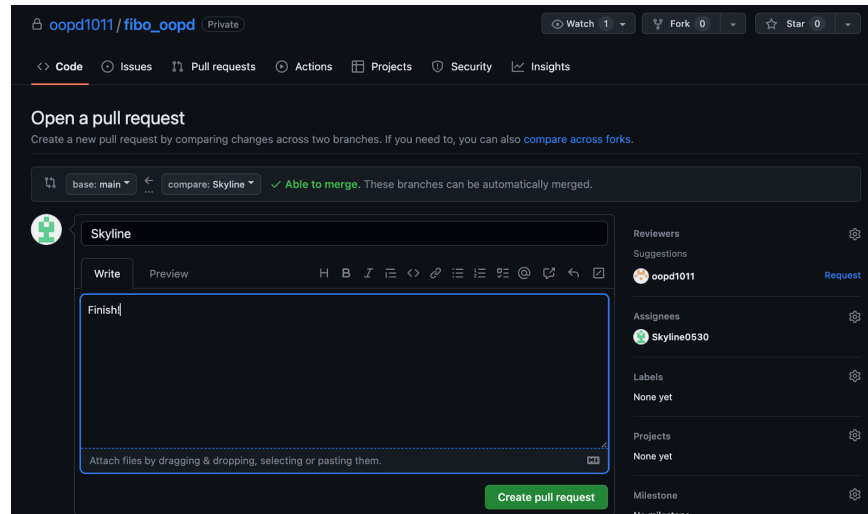 oopd1011 / fibo_oopd Private
Watch 1
Fork 0
Star 0
Code
Issues
Pull requests
Actions
Projects
Security
Insights
Open a pull request
Create a new pull request by comparing changes across two branches. If you need to, you can also compare across forks.
base: main
compare: Skyline
Able to merge. These branches can be automatically merged.
Skyline
Write
Preview
Finish!
Attach files by dragging & dropping, selecting or pasting them.
Create pull request
Reviewers
Suggestions
oopd1011
Request
Assignees
Skyline0530
Labels
None yet
Projects
None yet
Milestone
No milestone